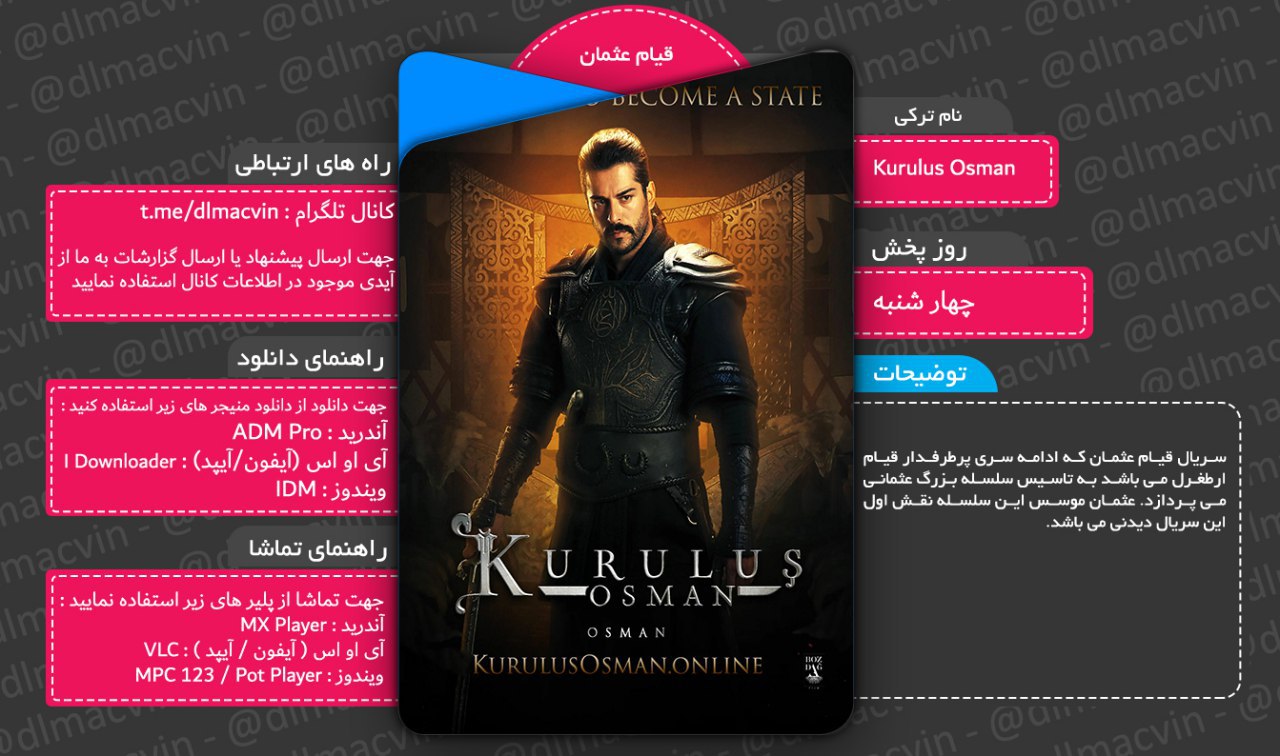 قیام عثمان
BECOME A STATE
نام ترکی
Kurulus Osman
روز پخش
چهار شنبه
توضیحات
سریال قیام عثمان که ادامه سری پرطرفدار قیام
ارطغرل می باشد به تاسیس سلسله بزرگ عثمانی
می پردازد. عثمان موسس این سلسله نقش اول
این سریال دیدنی می باشد.
راه های ارتباطی
کانال تلگرام : t.me/dlmacvin
جهت ارسال پیشنهاد یا ارسال گزارشات به ما از
آیدی موجود در اطلاعات کانال استفاده نمایید
راهنمای دانلود
جهت دانلود از دانلود منیجر های زیر استفاده کنید :
آندرید : ADM Pro
آی او اس (آیفون/آیپد) : I Downloader
ویندوز : IDM
راهنمای تماشا
جهت تماشا از پلیر های زیر استفاده نمایید :
آندرید : MX Player
آی او اس ( آیفون / آیپد ) : VLC
ویندوز : MPC 123 / Pot Player
KURULUŞ
OSMAN
OSMAN
KURULUSOSMAN.ONLINE
BOZ
DAĞ
@dlmacvin - @dlmacvin - @dlmacvin - @dlmacvin